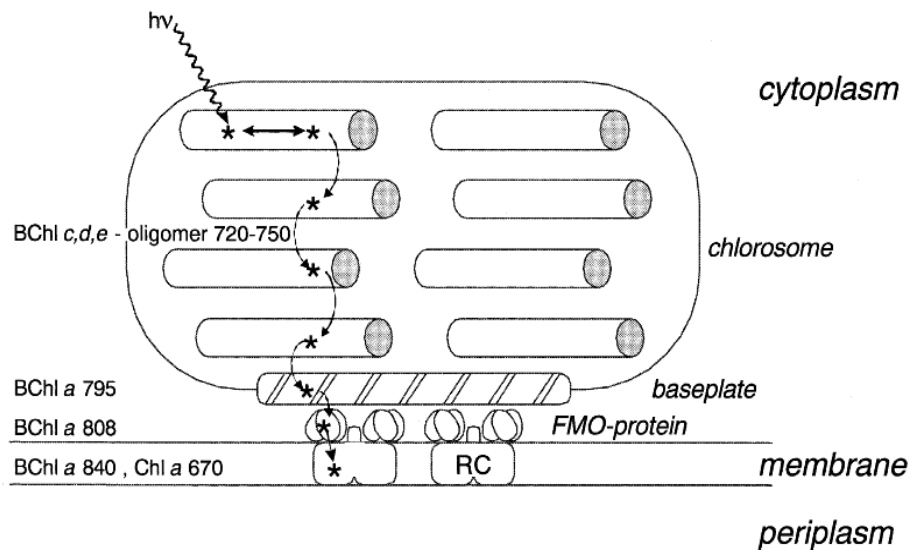 hν
cytoplasm
BChl c,d,e - oligomer 720-750
chlorosome
BChl a 795
baseplate
BChl a 808
FMO-protein
BChl a 840 , Chl a 670
RC
membrane
periplasm